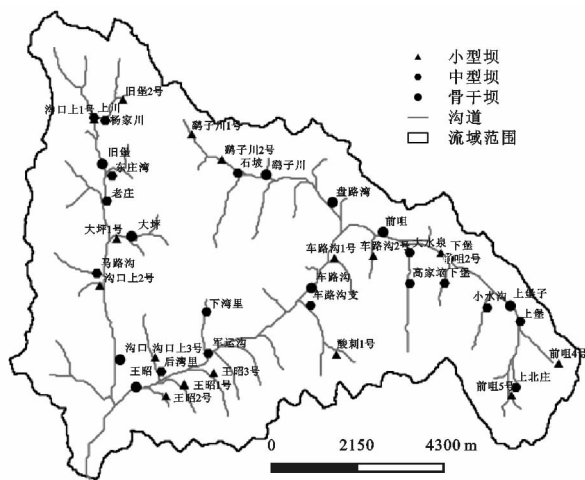 小型坝
中型坝
骨干坝
沟道
流域范围
旧堡2号
沟口上1号
上川
杨家川
旧堡
东庄湾
老庄
大坪1号
大坪
马路沟
沟口上2号
鹞子川1号
鹞子川2号
石坡
鹞子川
盘路湾
前咀
车路沟1号
车路沟2号
大水泉
下堡
前咀2号
车路沟
车路沟支
高家滚
下堡
小水沟
上堡子
上堡
下湾里
军运沟
沟口
沟口上3号
后湾里
王昭
王昭1号
王昭2号
王昭3号
酸刺1号
前咀4号
前咀5号
上北庄
0 2150 4300 m